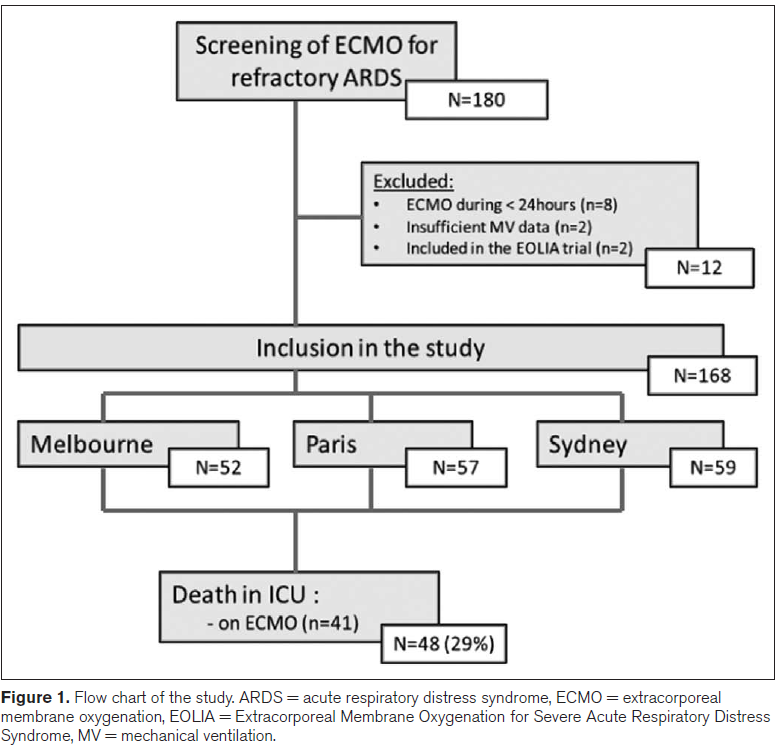 Screening of ECMO for
refractory ARDS
N=180
Excluded:
• ECMO during < 24hours (n=8)
• Insufficient MV data (n=2)
• Included in the EOLIA trial (n=2)
N=12
Inclusion in the study
N=168
Melbourne
N=52
Paris
N=57
Sydney
N=59
Death in ICU :
- on ECMO (n=41)
N=48 (29%)
Figure 1. Flow chart of the study. ARDS = acute respiratory distress syndrome, ECMO = extracorporeal
membrane oxygenation, EOLIA = Extracorporeal Membrane Oxygenation for Severe Acute Respiratory Distress
Syndrome, MV = mechanical ventilation.